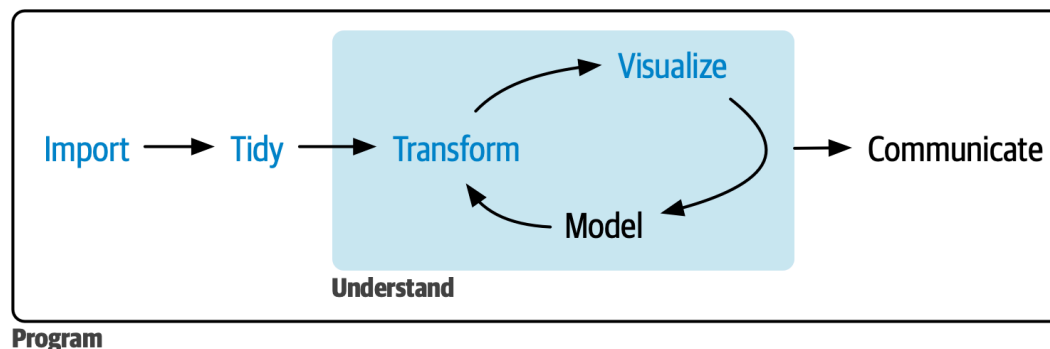 Visualize
Import
Tidy
Transform
Communicate
Model
Understand
Program